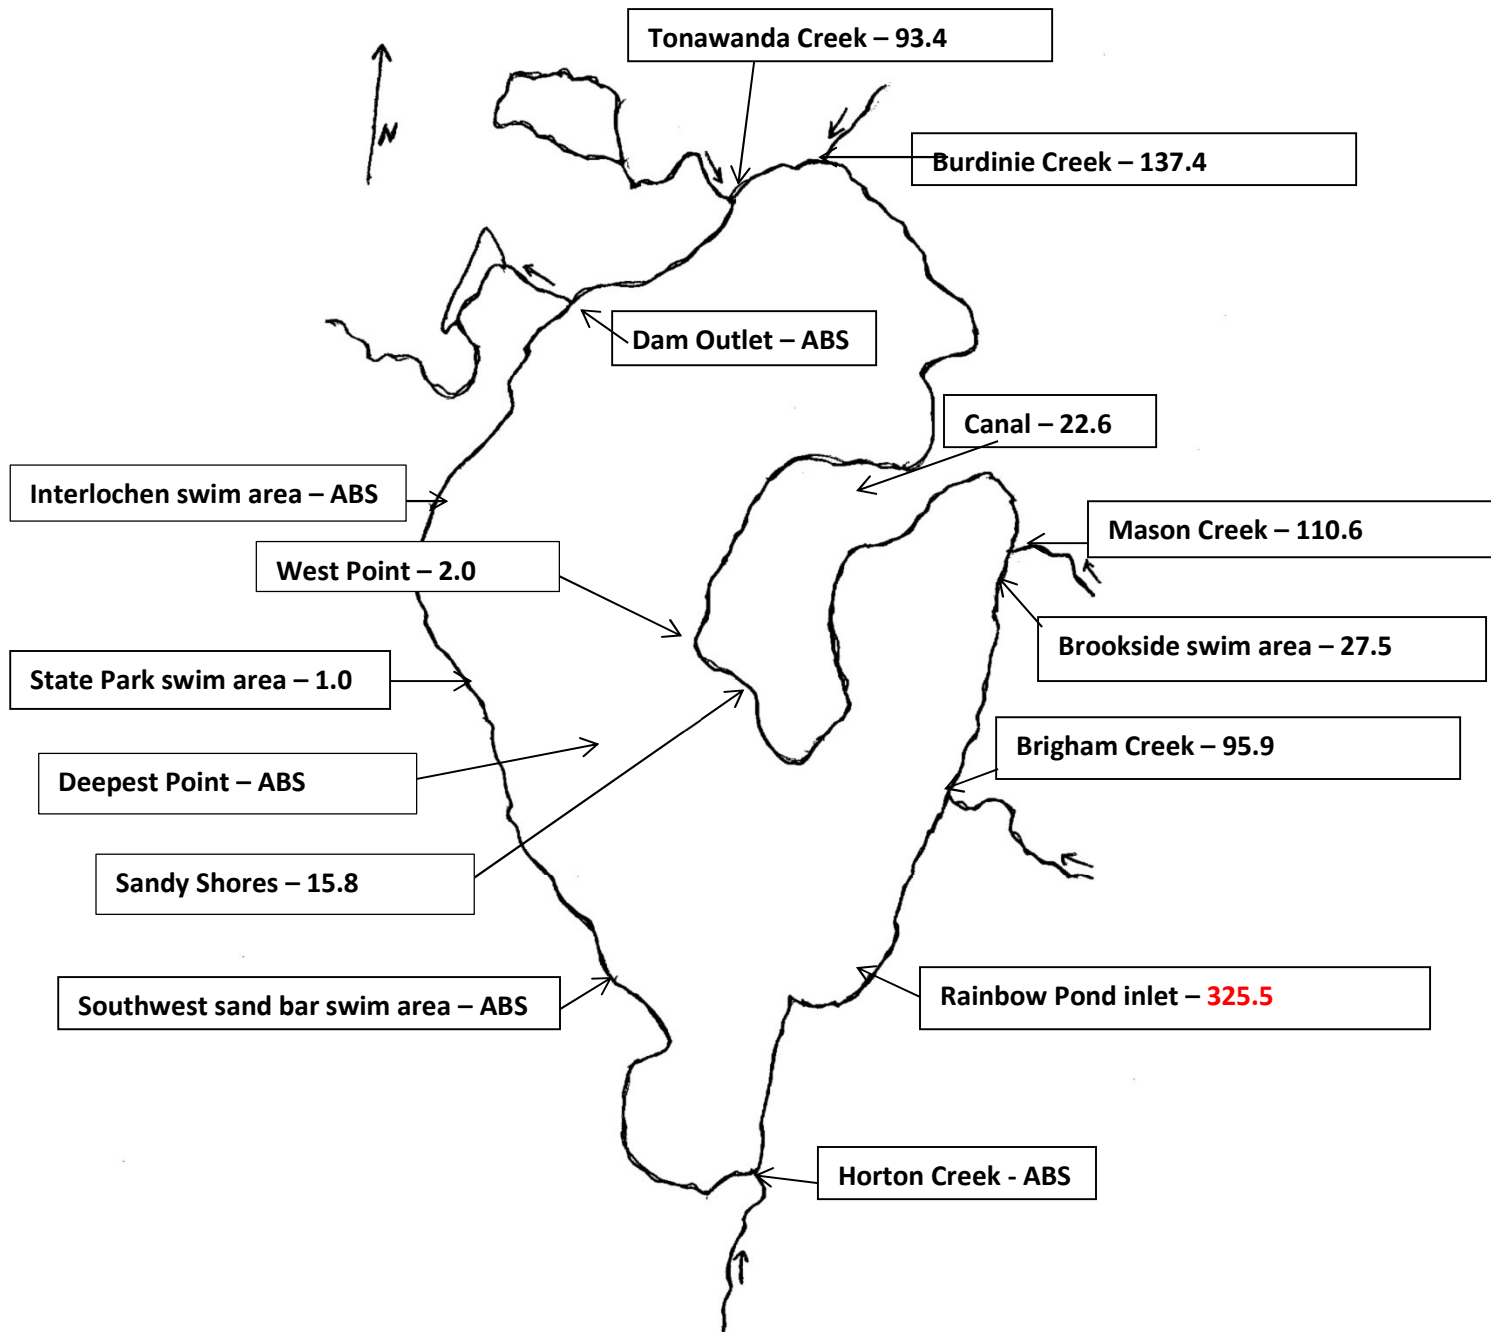 Tonawanda Creek – 93.4
N
Burdinie Creek – 137.4
Dam Outlet – ABS
Canal – 22.6
Interlochen swim area – ABS
Mason Creek – 110.6
West Point – 2.0
Brookside swim area – 27.5
State Park swim area – 1.0
Brigham Creek – 95.9
Deepest Point – ABS
Sandy Shores – 15.8
Rainbow Pond inlet – 325.5
Southwest sand bar swim area – ABS
Horton Creek - ABS